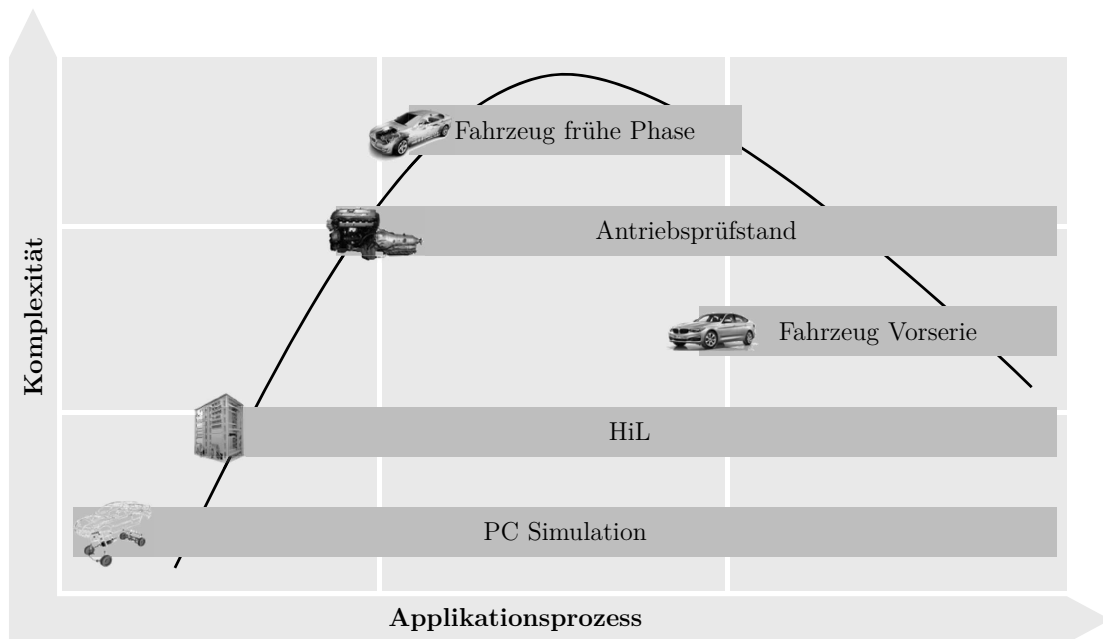 Fahrzeug frühe Phase
Antriebsprüfstand
Komplexität
Fahrzeug Vorserie
HiL
PC Simulation
Applikationsprozess